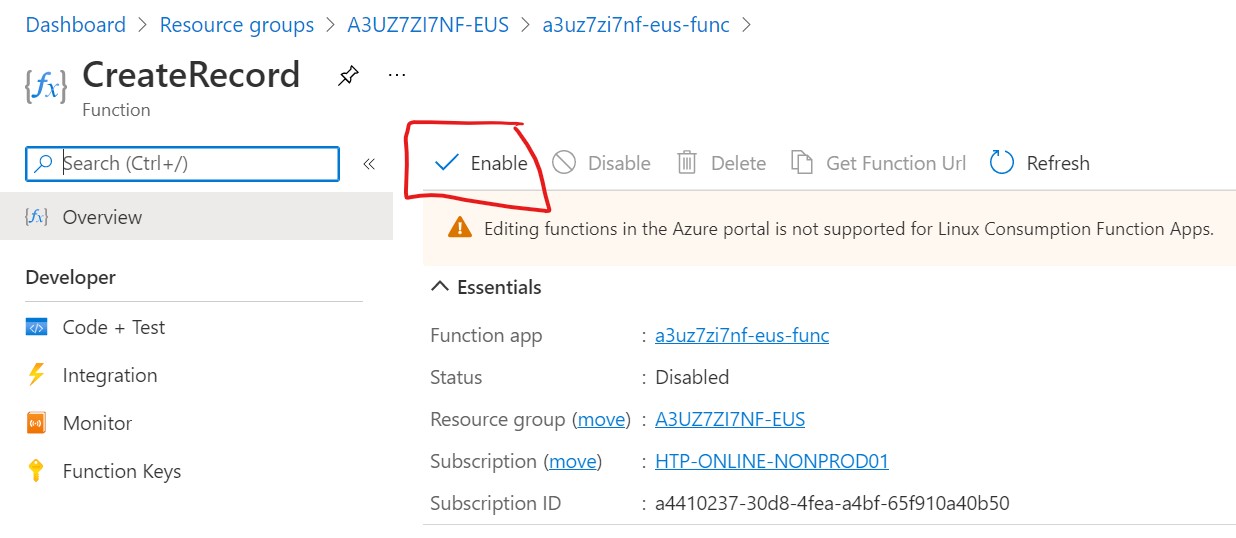 Dashboard > Resource groups > A3UZ7ZI7NF-EUS > a3uz7zi7nf-eus-func >
{fx} CreateRecord ...
Function
Search (Ctrl+/) «
Enable Disable Delete Get Function Url Refresh
{fx} Overview
Editing functions in the Azure portal is not supported for Linux Consumption Function Apps.
Developer
Code + Test
Integration
Monitor
Function Keys
Essentials
Function app : a3uz7zi7nf-eus-func
Status : Disabled
Resource group (move) : A3UZ7ZI7NF-EUS
Subscription (move) : HTP-ONLINE-NONPROD01
Subscription ID : a4410237-30d8-4fea-a4bf-65f910a40b50